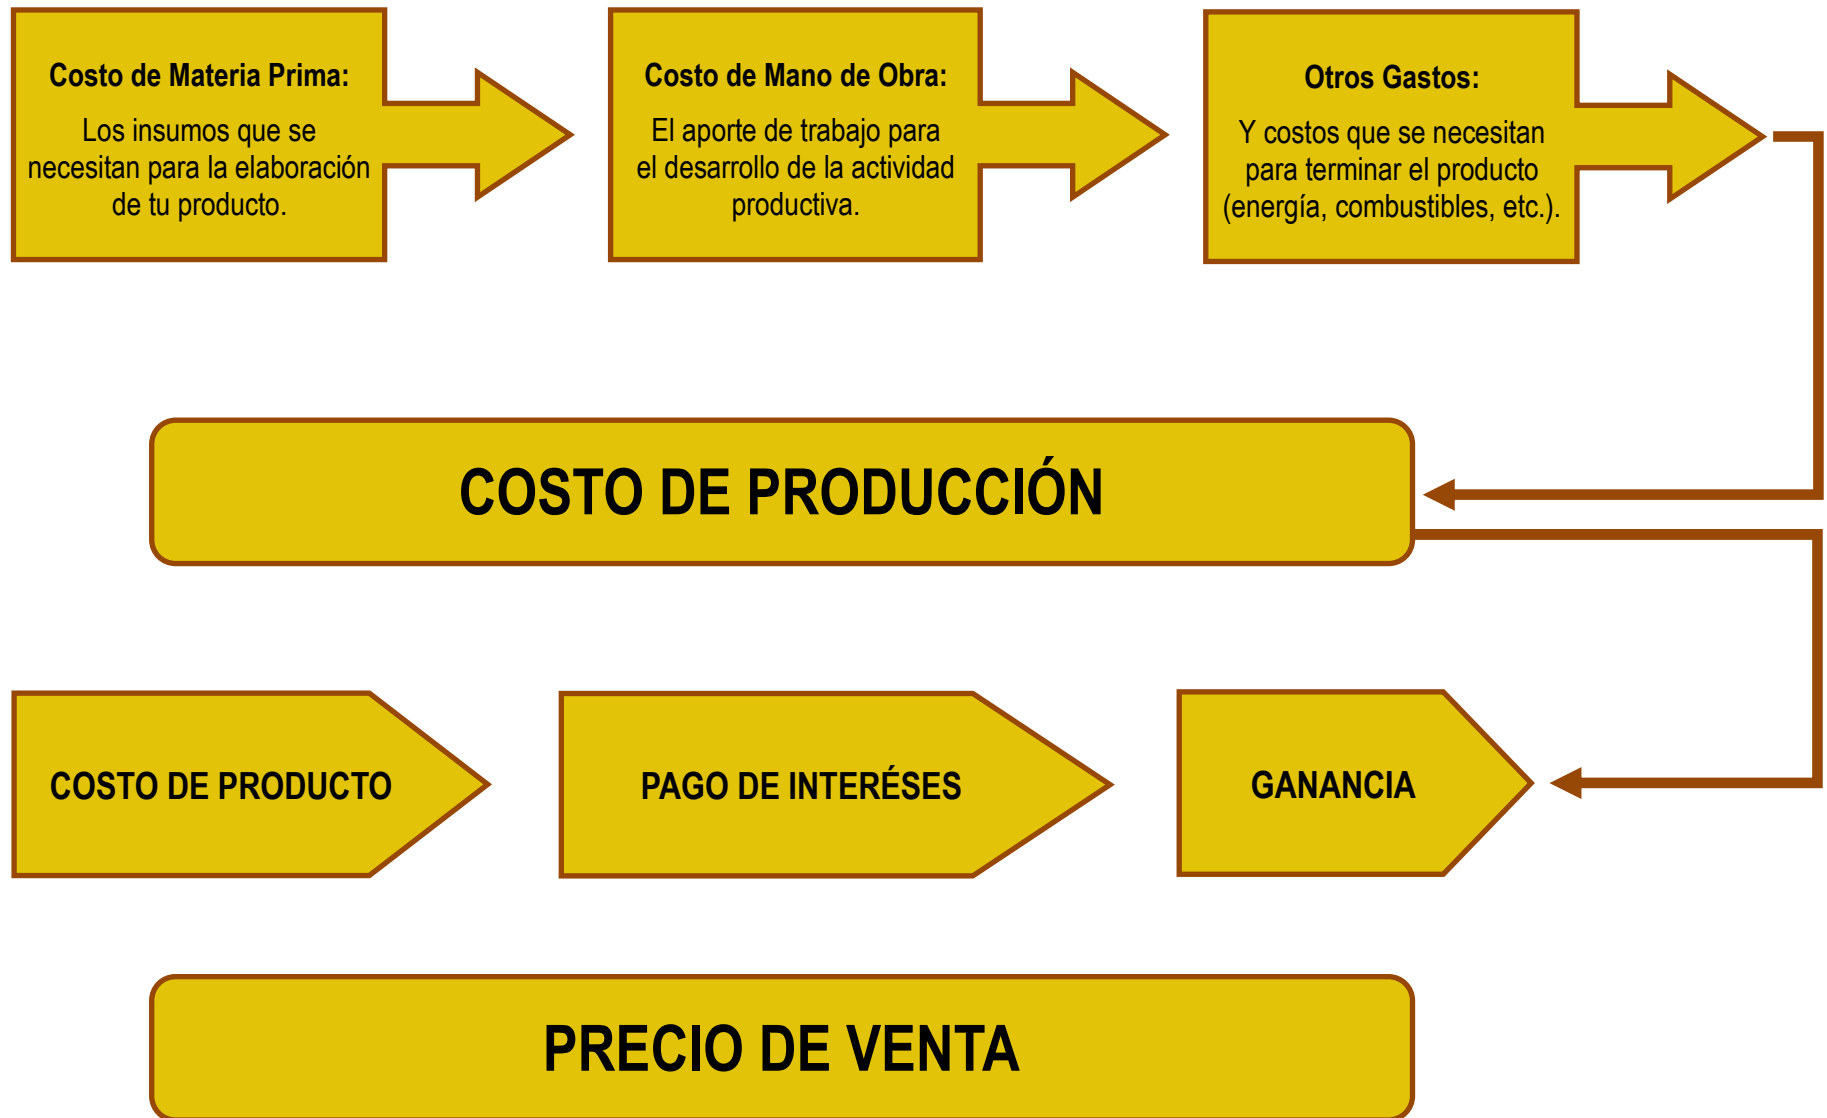 Costo de Materia Prima:
Los insumos que se
necesitan para la elaboración
de tu producto.
Costo de Mano de Obra:
El aporte de trabajo para
el desarrollo de la actividad
productiva.
Otros Gastos:
Y costos que se necesitan
para terminar el producto
(energía, combustibles, etc.).
COSTO DE PRODUCCIÓN
COSTO DE PRODUCTO
PAGO DE INTERÉSES
GANANCIA
PRECIO DE VENTA